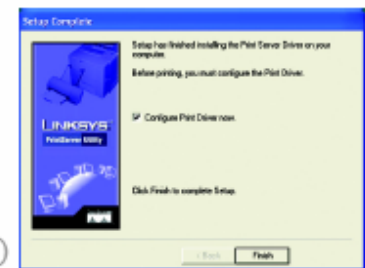 Setup Complete
Setup has finished installing the Print Server Driver on your
computer.
Before printing, you must configure the Print Driver.
LINKSYS
PrintServer Utility
Configure Print Driver now.
Click Finish to complete Setup.
< Back
Finish
)